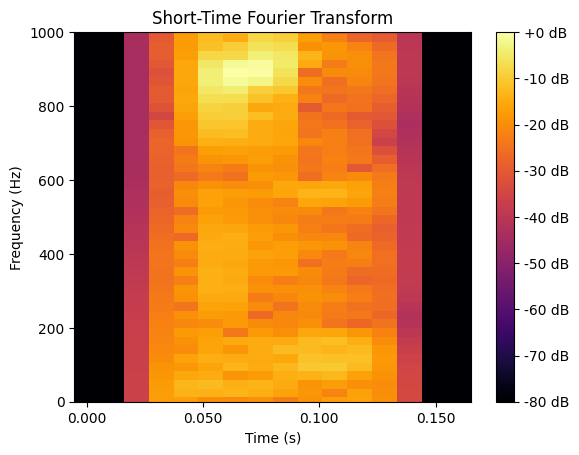 Short-Time Fourier Transform
1000
800
600
400
200
0
Frequency (Hz)
0.000
0.050
0.100
0.150
Time (s)
+0 dB
-10 dB
-20 dB
-30 dB
-40 dB
-50 dB
-60 dB
-70 dB
-80 dB